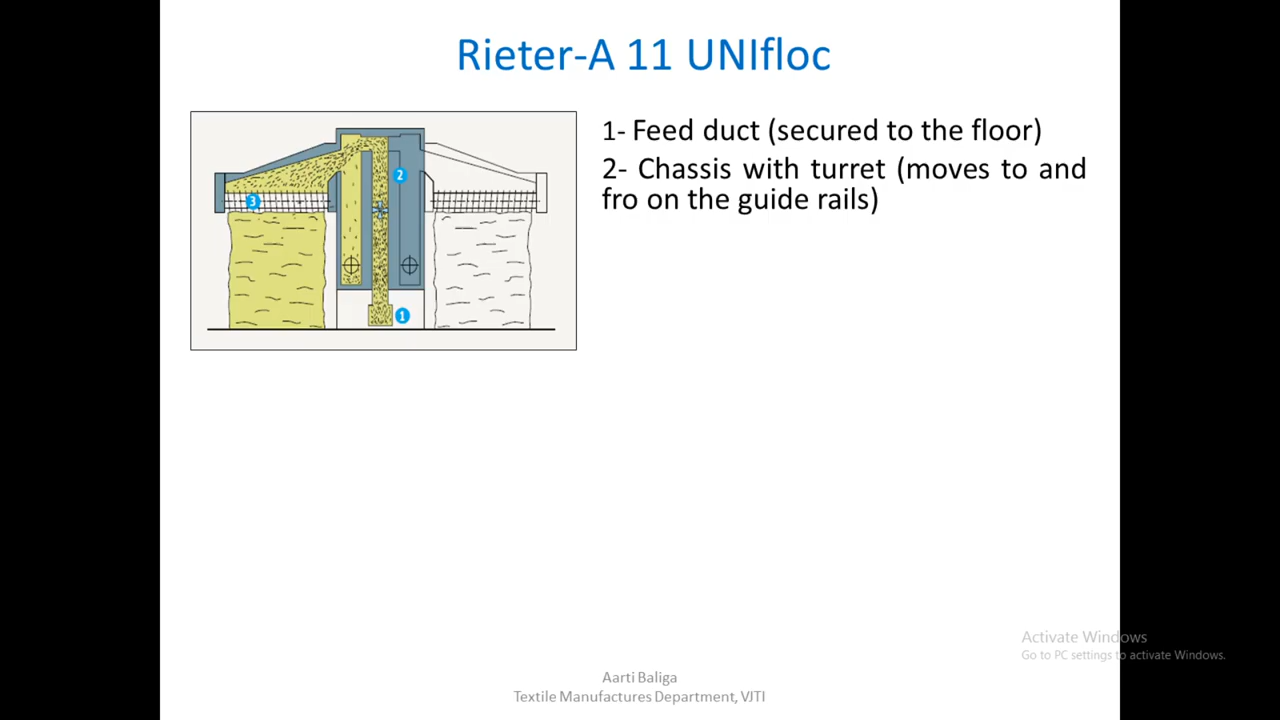 Rieter-A 11 UNIfloc
1- Feed duct (secured to the floor)
2- Chassis with turret (moves to and
fro on the guide rails)
2
3
1
Activate Windows
Go to PC settings to activate Windows.
Aarti Baliga
Textile Manufactures Department, VJTI